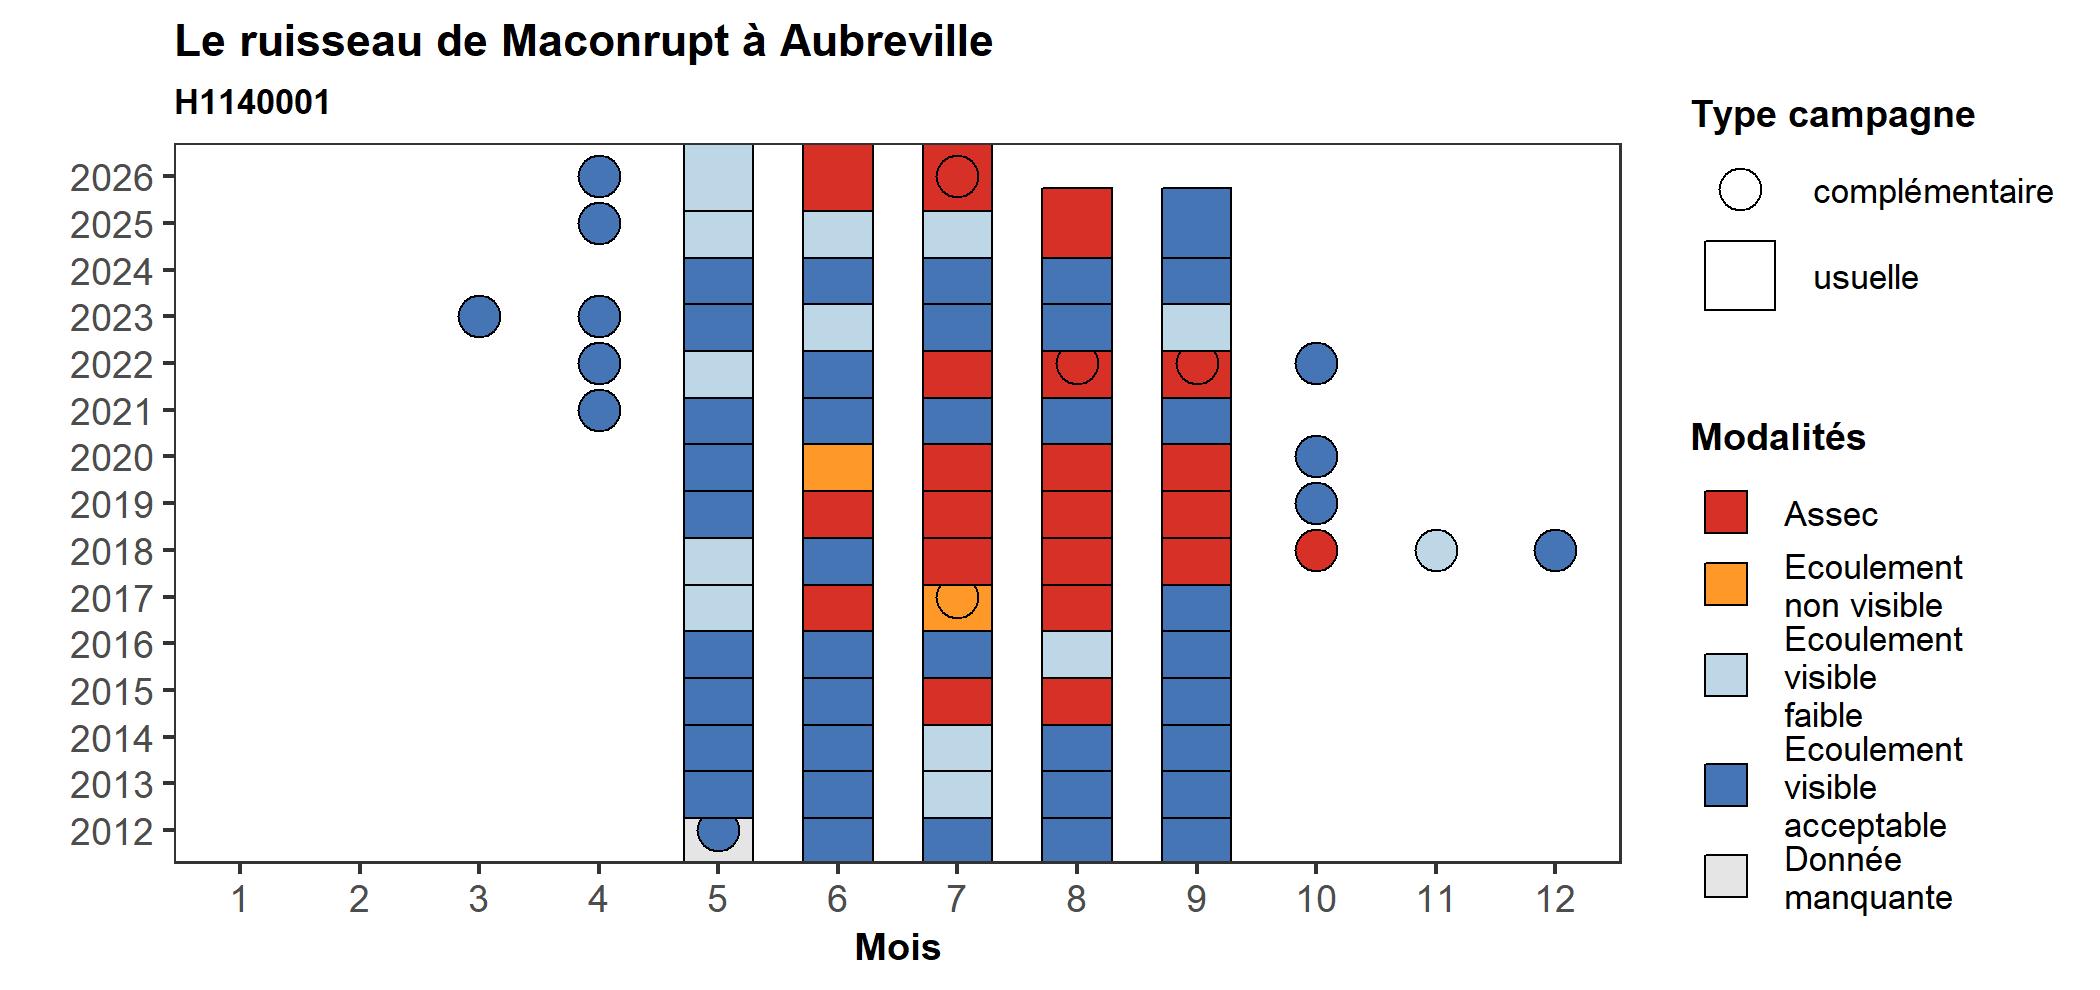 Le ruisseau de Maconrupt à Aubreville
H1140001
2026
2025
2024
2023
2022
2021
2020
2019
2018
2017
2016
2015
2014
2013
2012
1 2 3 4 5 6 7 8 9 10 11 12
Mois
Type campagne
complémentaire
usuelle
Modalités
Assec
Ecoulement
non visible
Ecoulement
visible
faible
Ecoulement
visible
acceptable
Donnée
manquante